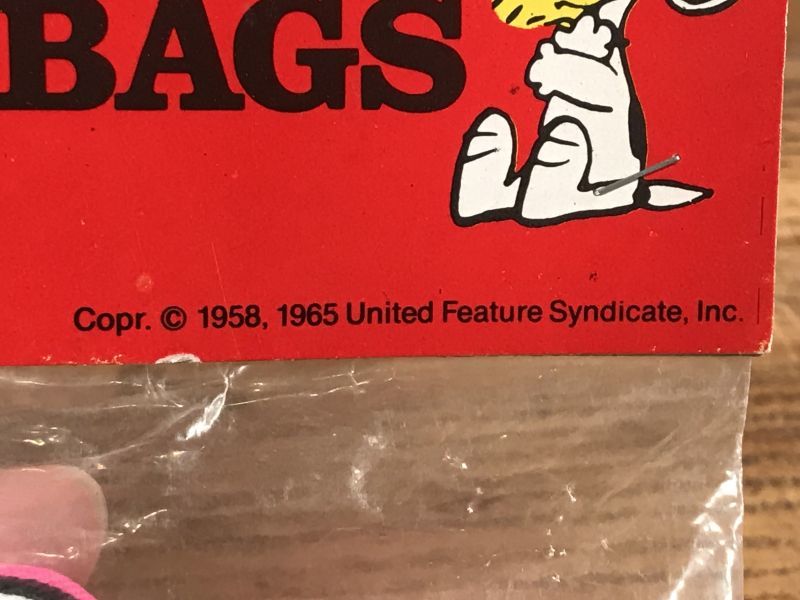 BAGS
Copr. © 1958, 1965 United Feature Syndicate, Inc.